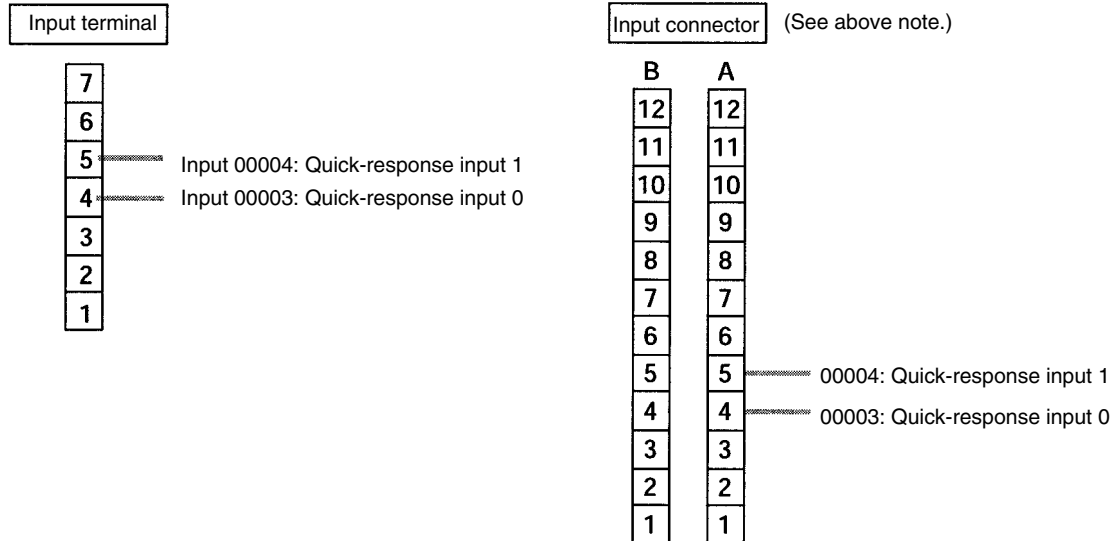 Input terminal
7
6
5
4
3
2
1
Input 00004: Quick-response input 1
Input 00003: Quick-response input 0
Input connector (See above note.)
B A
12 12
11 11
10 10
9 9
8 8
7 7
6 6
5 5 00004: Quick-response input 1
4 4 00003: Quick-response input 0
3 3
2 2
1 1